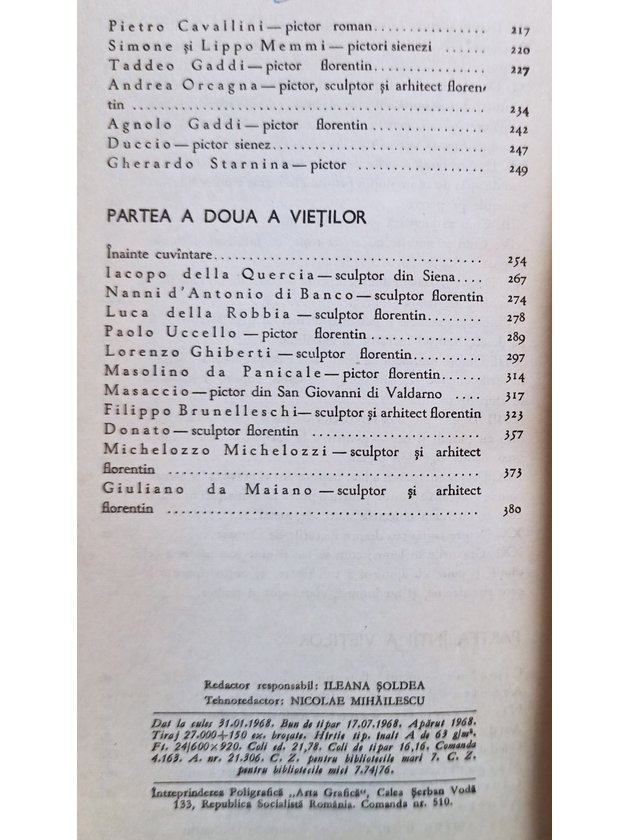 Pietro Cavallini — pictor roman ................ 217
Simone şi Lippo Memmi — pictori sienezi ...... 220
Taddeo Gaddi — pictor florentin ................ 227
Andrea Orcagna — pictor, sculptor şi arhitect floren-
tin ................................................ 234
Agnolo Gaddi — pictor florentin ................ 242
Duccio — pictor sienez ............................ 247
Gherardo Starnina — pictor .................. 249
PARTEA A DOUA A VIEŢILOR
Înainte cuvîntare ...................................... 254
Iacopo della Quercia — sculptor din Siena .... 267
Nanni d'Antonio di Banco — sculptor florentin 274
Luca della Robbia — sculptor florentin ........ 278
Paolo Uccello — pictor florentin ................ 289
Lorenzo Ghiberti — sculptor florentin .......... 297
Masolino da Panicale — pictor florentin ...... 314
Masaccio — pictor din San Giovanni di Valdarno .... 317
Filippo Brunelleschi — sculptor şi arhitect florentin 323
Donato — sculptor florentin ........................ 357
Michelozzo Michelozzi — sculptor şi arhitect
florentin .......................................... 373
Giuliano da Maiano — sculptor şi arhitect
florentin .......................................... 380
Redactor responsabil: ILEANA ŞOLDEA
Tehnoredactor: NICOLAE MIHĂILESCU
Dat la cules 31.01.1968. Bun de tipar 17.07.1968. Apărut 1968.
Tiraj 27.000+150 ex. broşate. Hîrtie tip. înalt A de 63 g/m².
Ft. 24/600×920. Coli ed. 21,78. Coli de tipar 16,16. Comanda
4.163. A. nr. 21.306. C. Z. pentru bibliotecile mari 7. C. Z.
pentru bibliotecile mici 7.74/76.
Întreprinderea Poligrafică „Arta Grafică”, Calea Şerban Vodă
133, Republica Socialistă România. Comanda nr. 510.